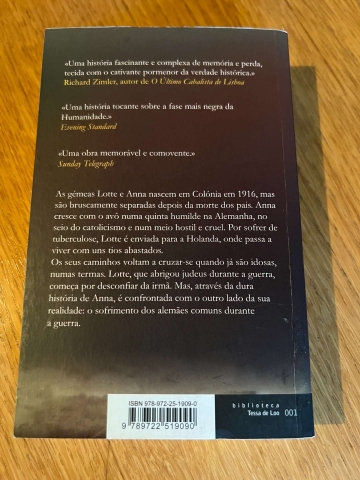 «Uma história fascinante e complexa de memória e perda,
tecida com o cativante pormenor da verdade histórica.»
Richard Zimler, autor de O Último Cabalista de Lisboa
«Uma história tocante sobre a fase mais negra da
Humanidade.»
Evening Standard
«Uma obra memorável e comovente.»
Sunday Telegraph
As gémeas Lotte e Anna nascem em Colónia em 1916, mas
são bruscamente separadas depois da morte dos pais. Anna
cresce com o avô numa quinta humilde na Alemanha, no
seio do catolicismo e num meio hostil e cruel. Por sofrer de
tuberculose, Lotte é enviada para a Holanda, onde passa a
viver com uns tios abastados.
Os seus caminhos voltam a cruzar-se quando já são idosas,
numas termas. Lotte, que abrigou judeus durante a guerra,
começa por desconfiar da irmã. Mas, através da dura
história de Anna, é confrontada com o outro lado da sua
realidade: o sofrimento dos alemães comuns durante
a guerra.
ISBN 978-972-25-1909-0
9 789722 519090
biblioteca
Tessa de Loo 001